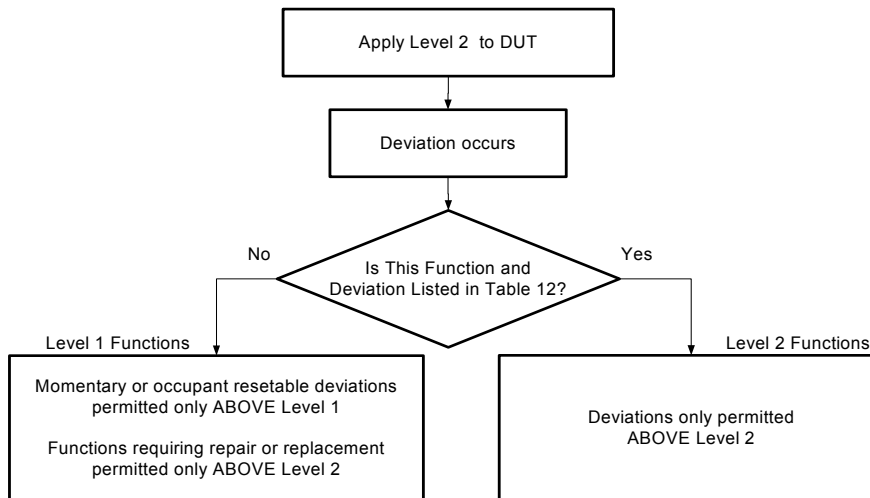 Apply Level 2 to DUT
Deviation occurs
No
Yes
Is This Function and
Deviation Listed in Table 12?
Level 1 Functions
Level 2 Functions
Momentary or occupant resetable deviations
permitted only ABOVE Level 1
Functions requiring repair or replacement
permitted only ABOVE Level 2
Deviations only permitted
ABOVE Level 2